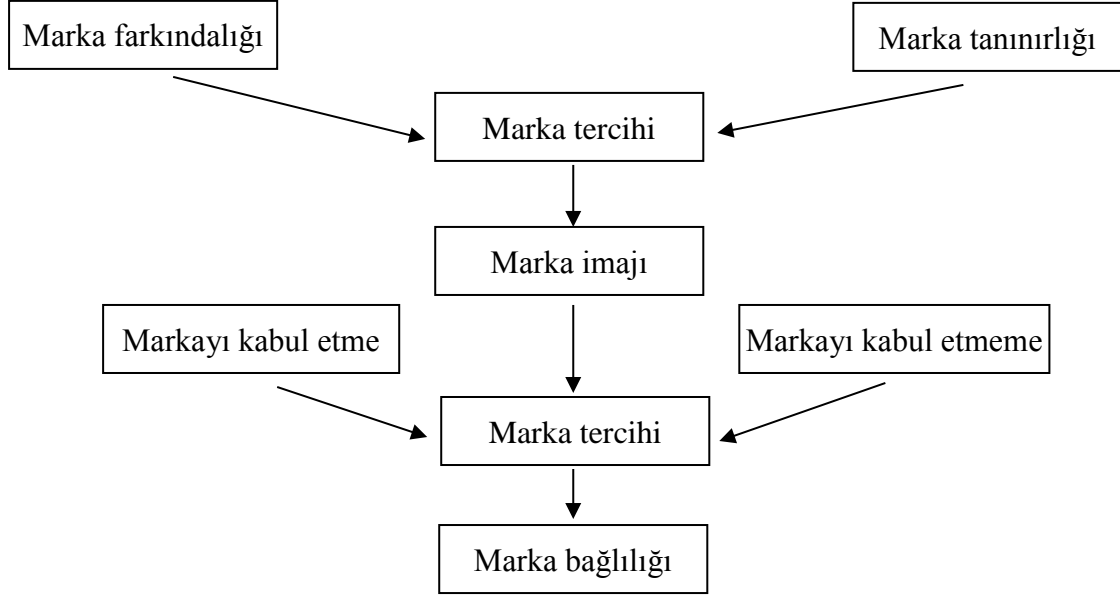 Marka farkındalığı
Marka tanınırlığı
Marka tercihi
Marka imajı
Markayı kabul etme
Markayı kabul etmeme
Marka tercihi
Marka bağlılığı